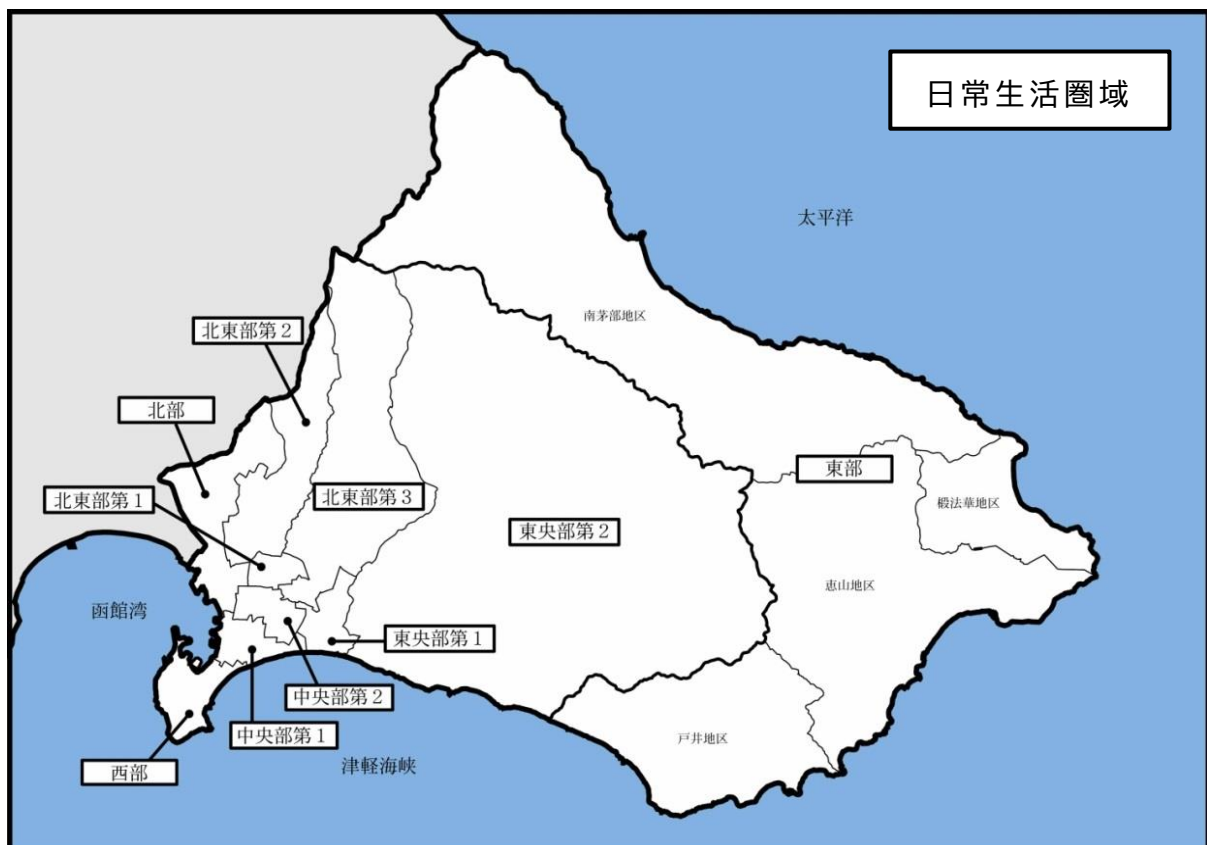 日常生活圏域
太平洋
南茅部地区
北東部第２
北部
東部
北東部第１
北東部第３
椴法華地区
東央部第２
恵山地区
函館湾
東央部第１
中央部第２
中央部第１
戸井地区
西部
津軽海峡